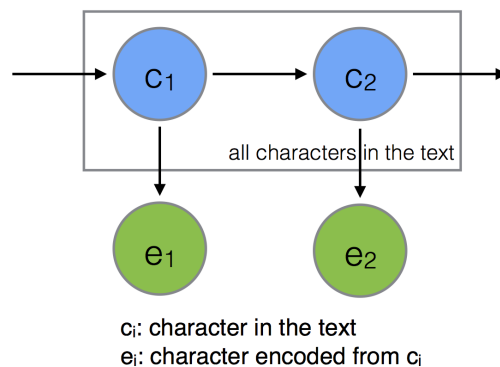 c₁ c₂
all characters in the text
e₁ e₂
cᵢ: character in the text
eᵢ: character encoded from cᵢ